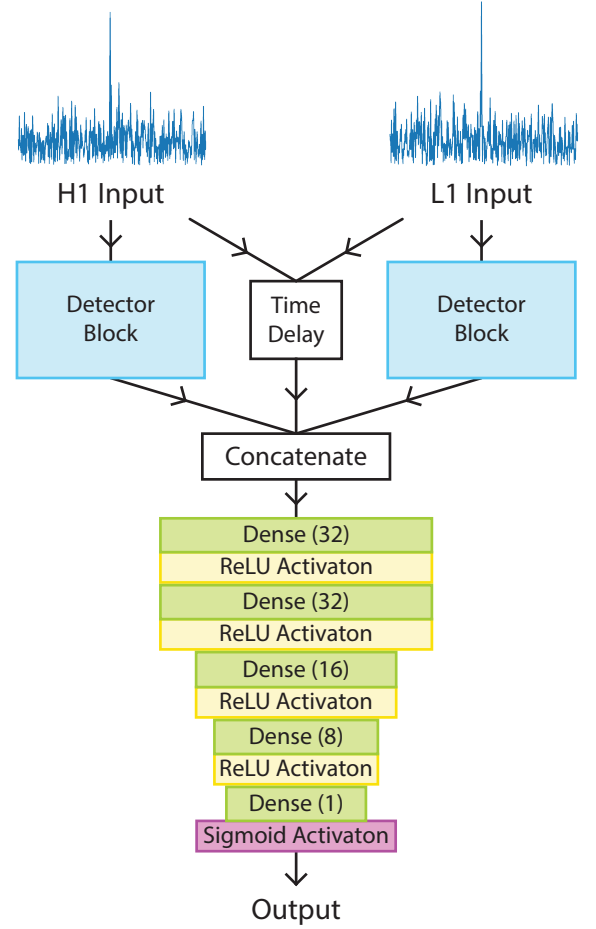 H1 Input
L1 Input
Detector
Block
Time
Delay
Detector
Block
Concatenate
Dense (32)
ReLU Activaton
Dense (32)
ReLU Activaton
Dense (16)
ReLU Activaton
Dense (8)
ReLU Activaton
Dense (1)
Sigmoid Activaton
Output